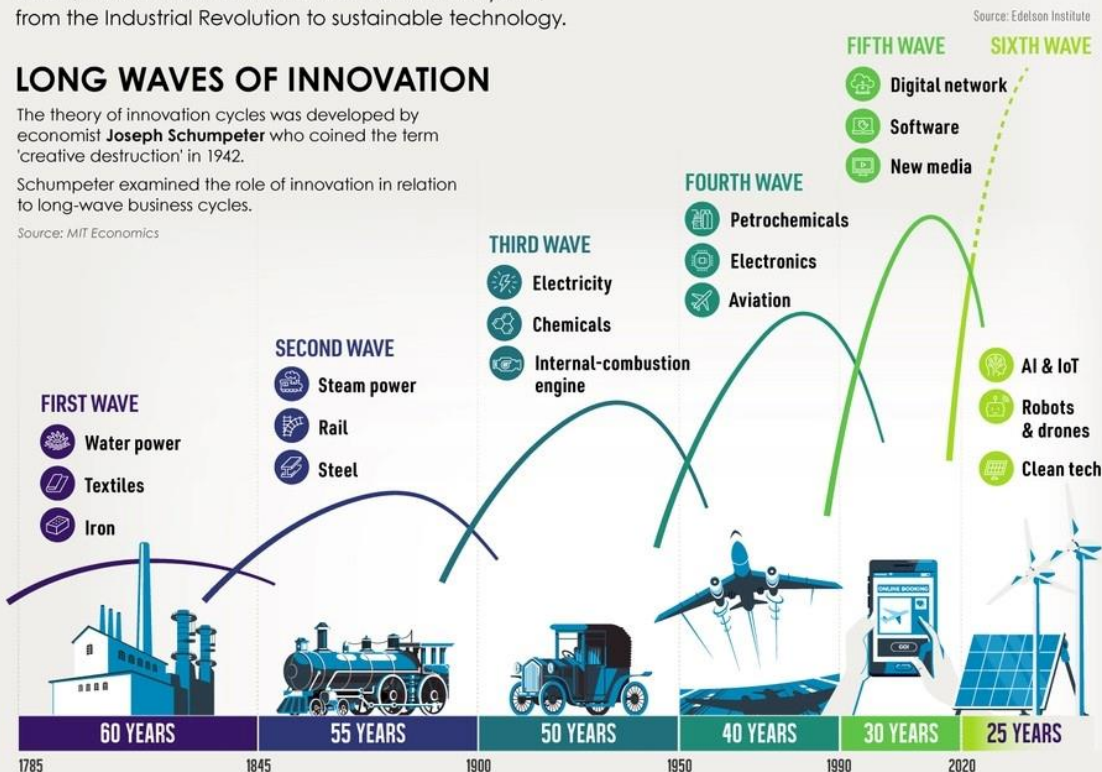 from the Industrial Revolution to sustainable technology.
Source: Edelson Institute
LONG WAVES OF INNOVATION
The theory of innovation cycles was developed by
economist Joseph Schumpeter who coined the term
'creative destruction' in 1942.
Schumpeter examined the role of innovation in relation
to long-wave business cycles.
Source: MIT Economics
FIRST WAVE
Water power
Textiles
Iron
SECOND WAVE
Steam power
Rail
Steel
THIRD WAVE
Electricity
Chemicals
Internal-combustion
engine
FOURTH WAVE
Petrochemicals
Electronics
Aviation
FIFTH WAVE
Digital network
Software
New media
SIXTH WAVE
AI & IoT
Robots
& drones
Clean tech
ONLINE BOOKING
GO!
60 YEARS
55 YEARS
50 YEARS
40 YEARS
30 YEARS
25 YEARS
1785
1845
1900
1950
1990
2020